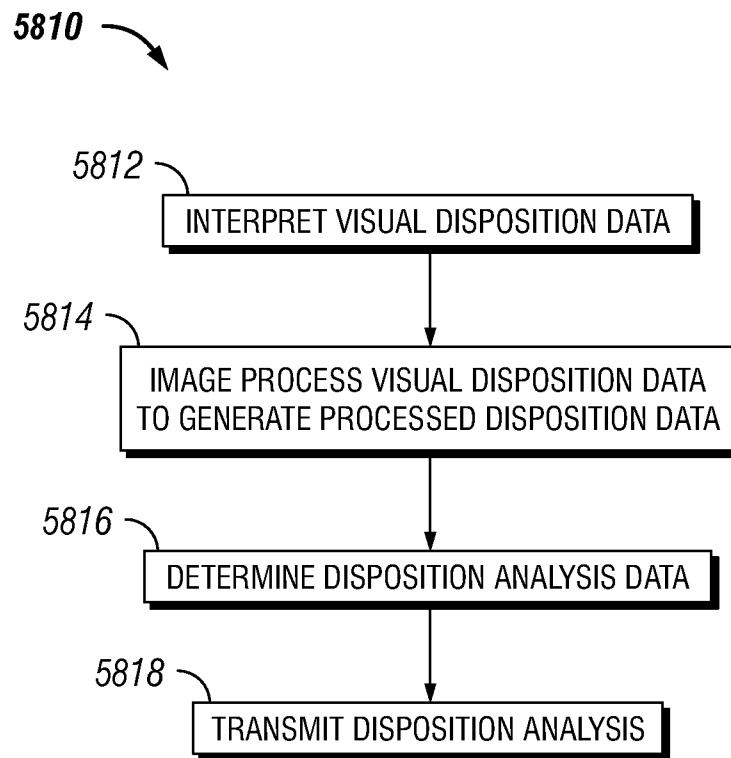 5810
5812
INTERPRET VISUAL DISPOSITION DATA
5814
IMAGE PROCESS VISUAL DISPOSITION DATA
TO GENERATE PROCESSED DISPOSITION DATA
5816
DETERMINE DISPOSITION ANALYSIS DATA
5818
TRANSMIT DISPOSITION ANALYSIS